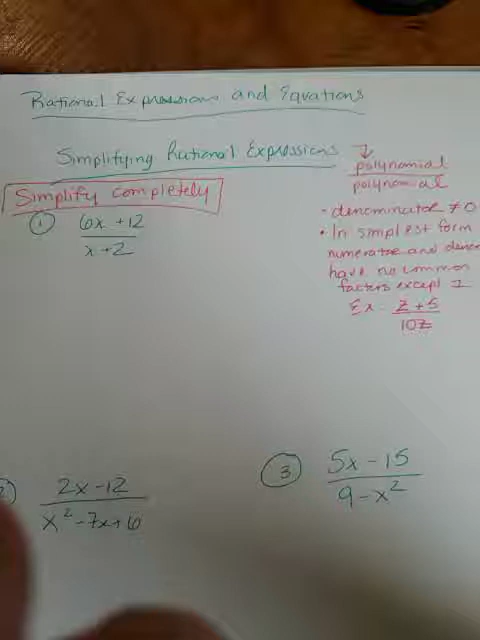 Rational Expressions and Equations
Simplifying Rational Expressions
polynomial
polynomial
Simplify completely
• denominator ≠ 0
• In simplest form
numerator and denom
have no common
factors except 1
Ex - z + 5
10z
① 6x + 12
x + 2
2x - 12
x² - 7x + 6
③ 5x - 15
9 - x²